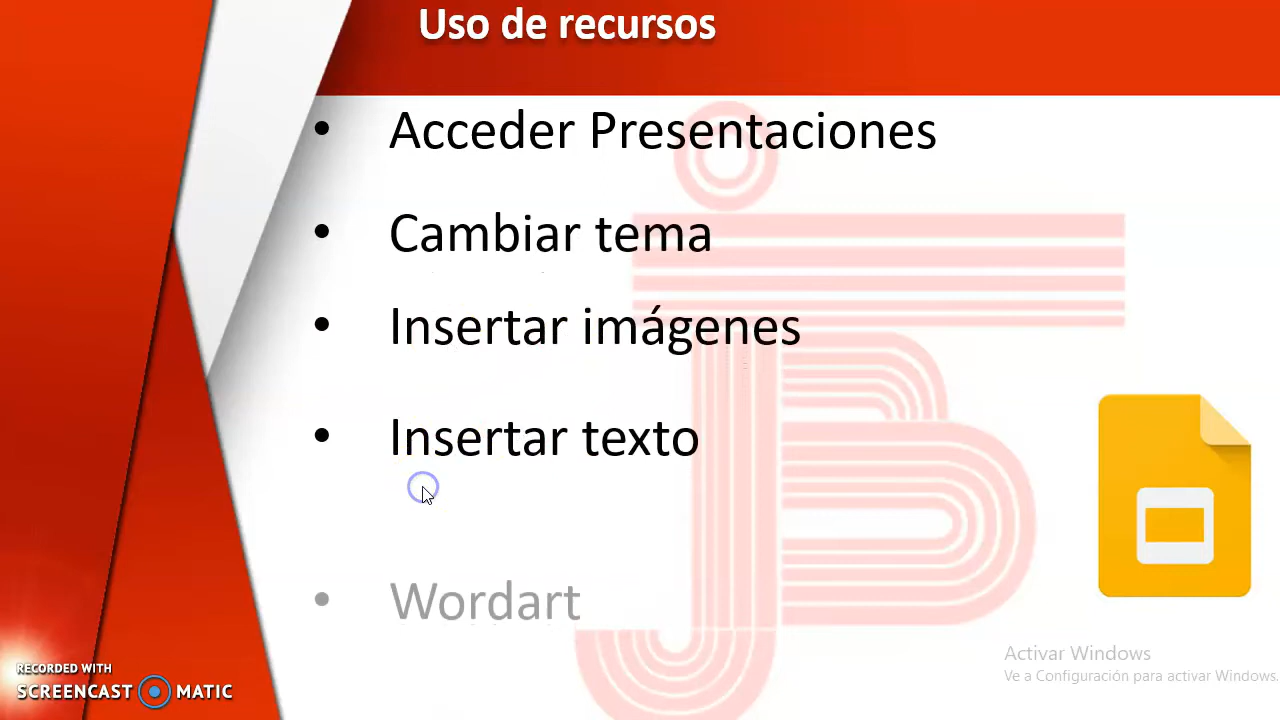 Uso de recursos
• Acceder Presentaciones
• Cambiar tema
• Insertar imágenes
• Insertar texto
• Wordart
Activar Windows
Ve a Configuración para activar Windows.
RECORDED WITH
SCREENCAST MATIC